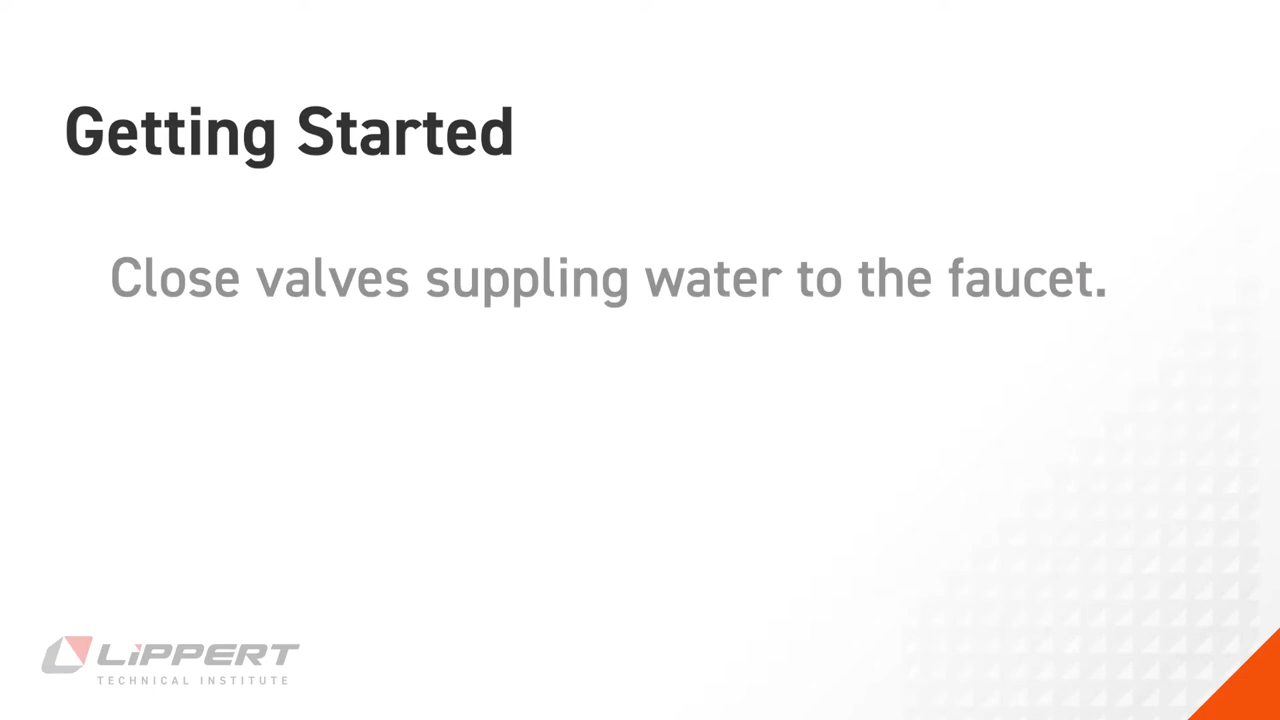 Getting Started
Close valves suppling water to the faucet.
LIPPERT
TECHNICAL INSTITUTE